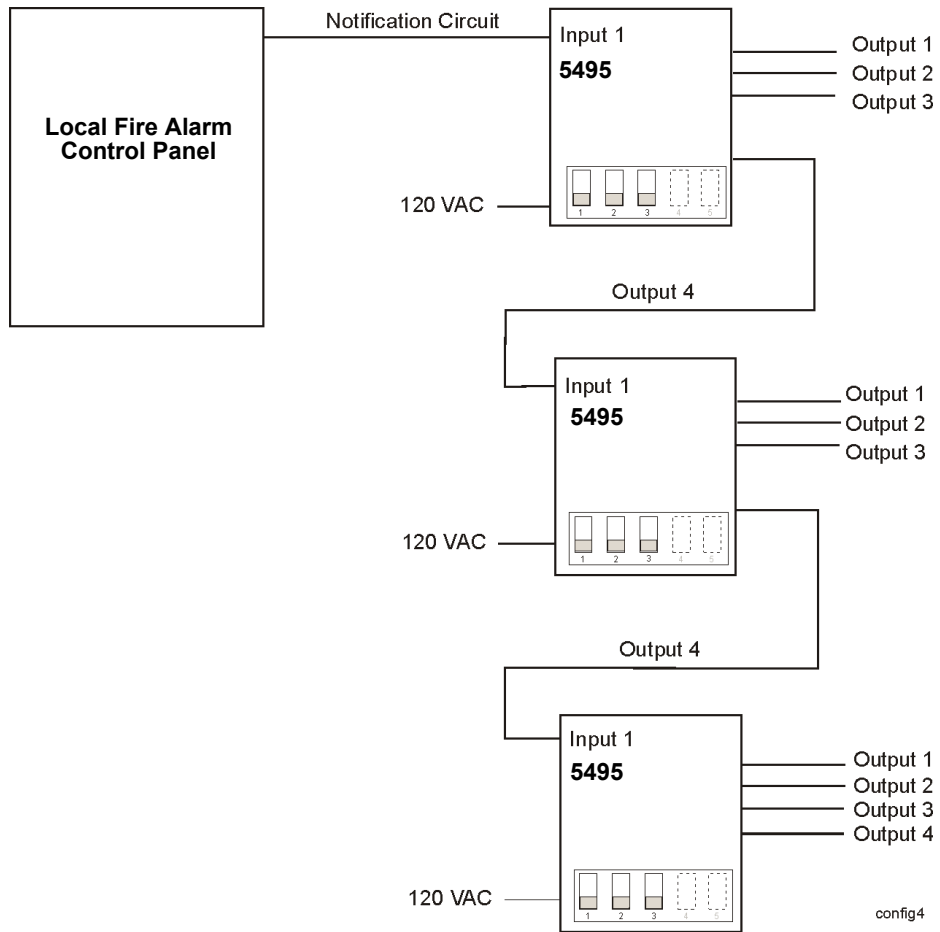 Notification Circuit
Local Fire Alarm
Control Panel
Input 1
5495
Output 1
Output 2
Output 3
120 VAC
1 2 3 4 5
Output 4
Input 1
5495
Output 1
Output 2
Output 3
120 VAC
1 2 3 4 5
Output 4
Input 1
5495
Output 1
Output 2
Output 3
Output 4
120 VAC
1 2 3 4 5
config4